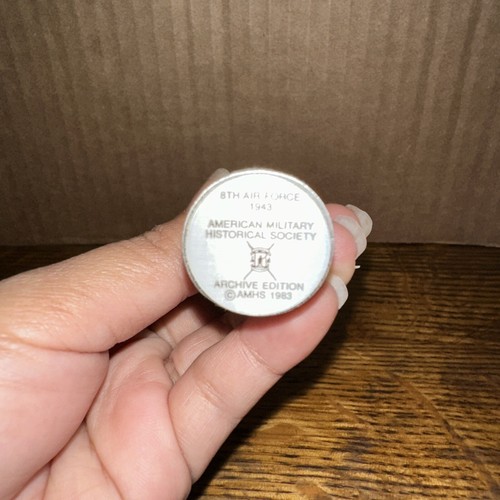 8TH AIR FORCE
1943
AMERICAN MILITARY
HISTORICAL SOCIETY
ARCHIVE EDITION
©AMHS 1983